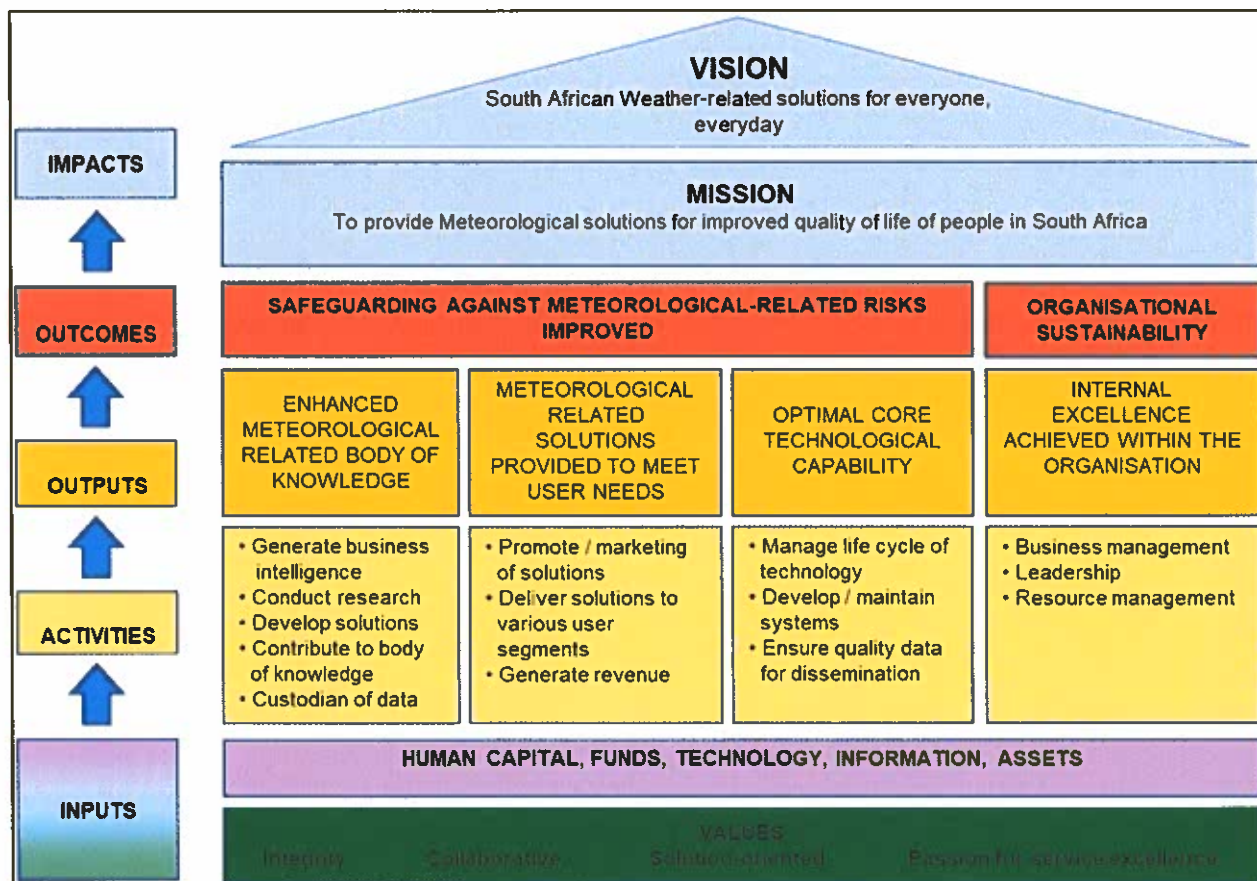 VISION
South African Weather-related solutions for everyone,
everyday
IMPACTS
MISSION
To provide Meteorological solutions for improved quality of life of people in South Africa
OUTCOMES
SAFEGUARDING AGAINST METEOROLOGICAL-RELATED RISKS
IMPROVED
ORGANISATIONAL
SUSTAINABILITY
OUTPUTS
ENHANCED
METEOROLOGICAL
RELATED BODY OF
KNOWLEDGE
METEOROLOGICAL
RELATED
SOLUTIONS
PROVIDED TO MEET
USER NEEDS
OPTIMAL CORE
TECHNOLOGICAL
CAPABILITY
INTERNAL
EXCELLENCE
ACHIEVED WITHIN THE
ORGANISATION
ACTIVITIES
• Generate business
intelligence
• Conduct research
• Develop solutions
• Contribute to body
of knowledge
• Custodian of data
• Promote / marketing
of solutions
• Deliver solutions to
various user
segments
• Generate revenue
• Manage life cycle of
technology
• Develop / maintain
systems
• Ensure quality data
for dissemination
• Business management
• Leadership
• Resource management
INPUTS
HUMAN CAPITAL, FUNDS, TECHNOLOGY, INFORMATION, ASSETS
VALUES
Integrity Collaborative Solution-oriented Passion for service excellence